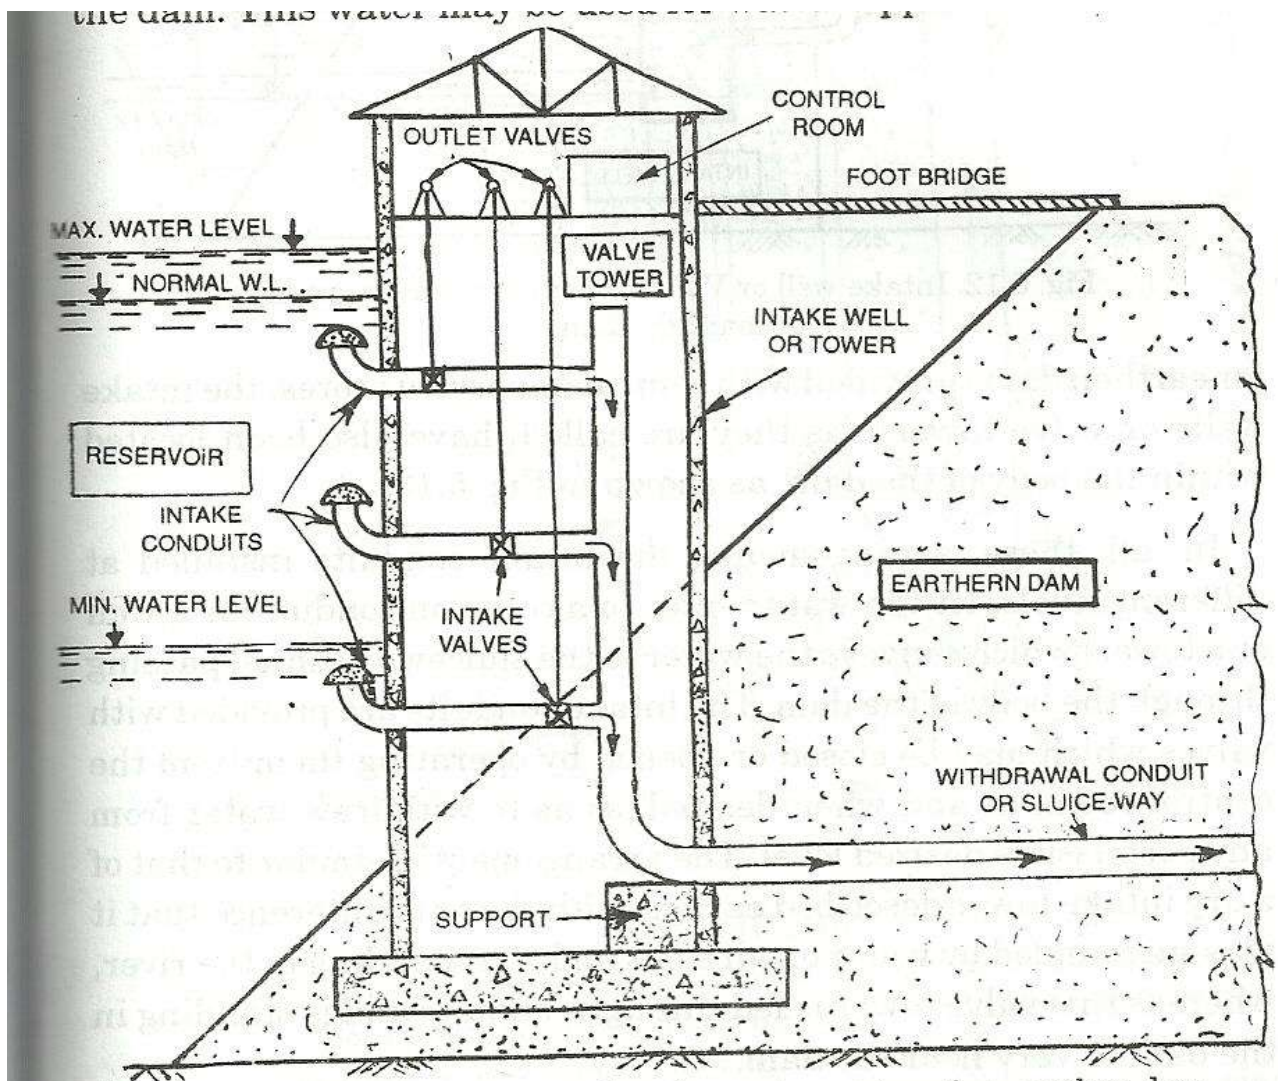 the dam. This water may be used for
OUTLET VALVES
CONTROL
ROOM
FOOT BRIDGE
MAX. WATER LEVEL
VALVE
TOWER
NORMAL W.L.
INTAKE WELL
OR TOWER
RESERVOIR
INTAKE
CONDUITS
EARTHERN DAM
MIN. WATER LEVEL
INTAKE
VALVES
WITHDRAWAL CONDUIT
OR SLUICE-WAY
SUPPORT